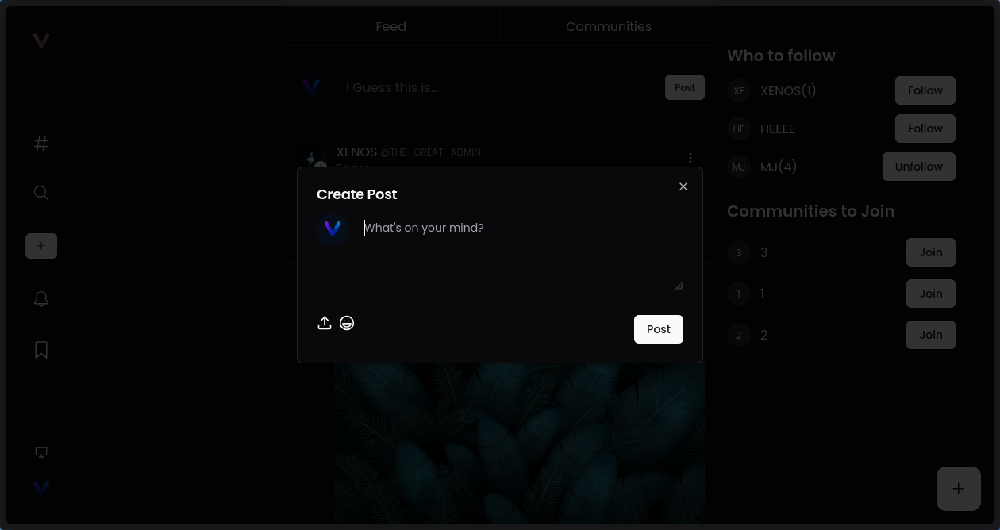 Feed
Communities
I Guess this is...
Post
XENOS @THE_GREAT_ADMIN
Create Post
What's on your mind?
Post
Who to follow
XE XENOS(1) Follow
HE HEEEE Follow
MJ MJ(4) Unfollow
Communities to Join
3 3 Join
1 1 Join
2 2 Join